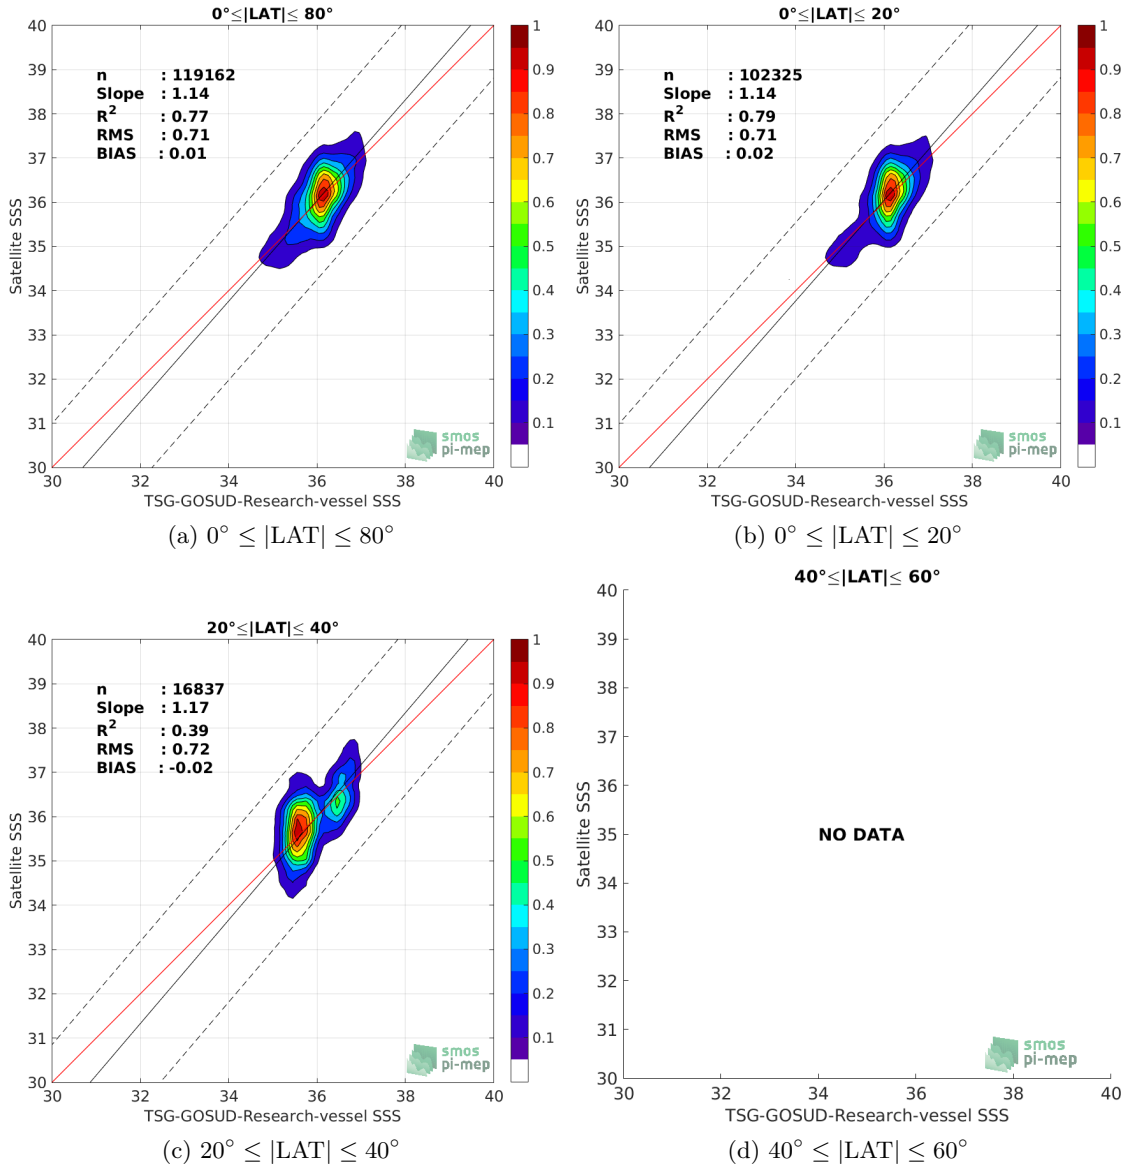 0°≤|LAT|≤ 80°
40
39
38
37
36
35
34
33
32
31
30
Satellite SSS
n : 119162
Slope : 1.14
R² : 0.77
RMS : 0.71
BIAS : 0.01
smos
pi-mep
30 32 34 36 38 40
TSG-GOSUD-Research-vessel SSS
1
0.9
0.8
0.7
0.6
0.5
0.4
0.3
0.2
0.1
(a) 0° ≤ |LAT| ≤ 80°
0°≤|LAT|≤ 20°
40
39
38
37
36
35
34
33
32
31
30
Satellite SSS
n : 102325
Slope : 1.14
R² : 0.79
RMS : 0.71
BIAS : 0.02
smos
pi-mep
30 32 34 36 38 40
TSG-GOSUD-Research-vessel SSS
1
0.9
0.8
0.7
0.6
0.5
0.4
0.3
0.2
0.1
(b) 0° ≤ |LAT| ≤ 20°
20°≤|LAT|≤ 40°
40
39
38
37
36
35
34
33
32
31
30
Satellite SSS
n : 16837
Slope : 1.17
R² : 0.39
RMS : 0.72
BIAS : -0.02
smos
pi-mep
30 32 34 36 38 40
TSG-GOSUD-Research-vessel SSS
1
0.9
0.8
0.7
0.6
0.5
0.4
0.3
0.2
0.1
(c) 20° ≤ |LAT| ≤ 40°
40°≤|LAT|≤ 60°
40
39
38
37
36
35
34
33
32
31
30
Satellite SSS
NO DATA
smos
pi-mep
30 32 34 36 38 40
TSG-GOSUD-Research-vessel SSS
(d) 40° ≤ |LAT| ≤ 60°